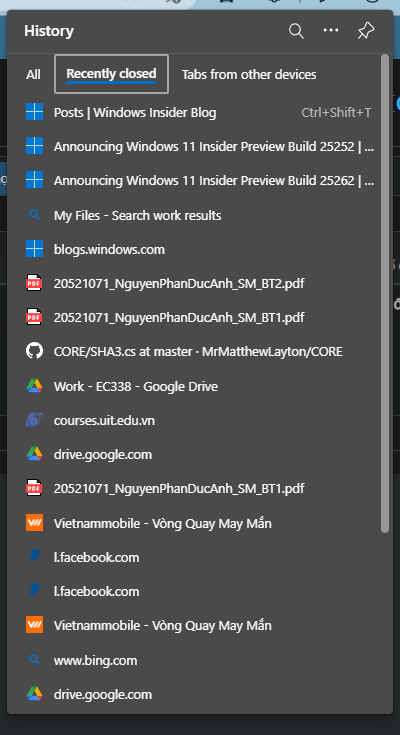 History
All
Recently closed
Tabs from other devices
Posts | Windows Insider Blog
Ctrl+Shift+T
Announcing Windows 11 Insider Preview Build 25252 | ...
Announcing Windows 11 Insider Preview Build 25262 | ...
My Files - Search work results
blogs.windows.com
PDF 20521071_NguyenPhanDucAnh_SM_BT2.pdf
PDF 20521071_NguyenPhanDucAnh_SM_BT1.pdf
CORE/SHA3.cs at master · MrMatthewLayton/CORE
Work - EC338 - Google Drive
courses.uit.edu.vn
drive.google.com
PDF 20521071_NguyenPhanDucAnh_SM_BT1.pdf
Vietnammobile - Vòng Quay May Mắn
l.facebook.com
l.facebook.com
Vietnammobile - Vòng Quay May Mắn
www.bing.com
drive.google.com